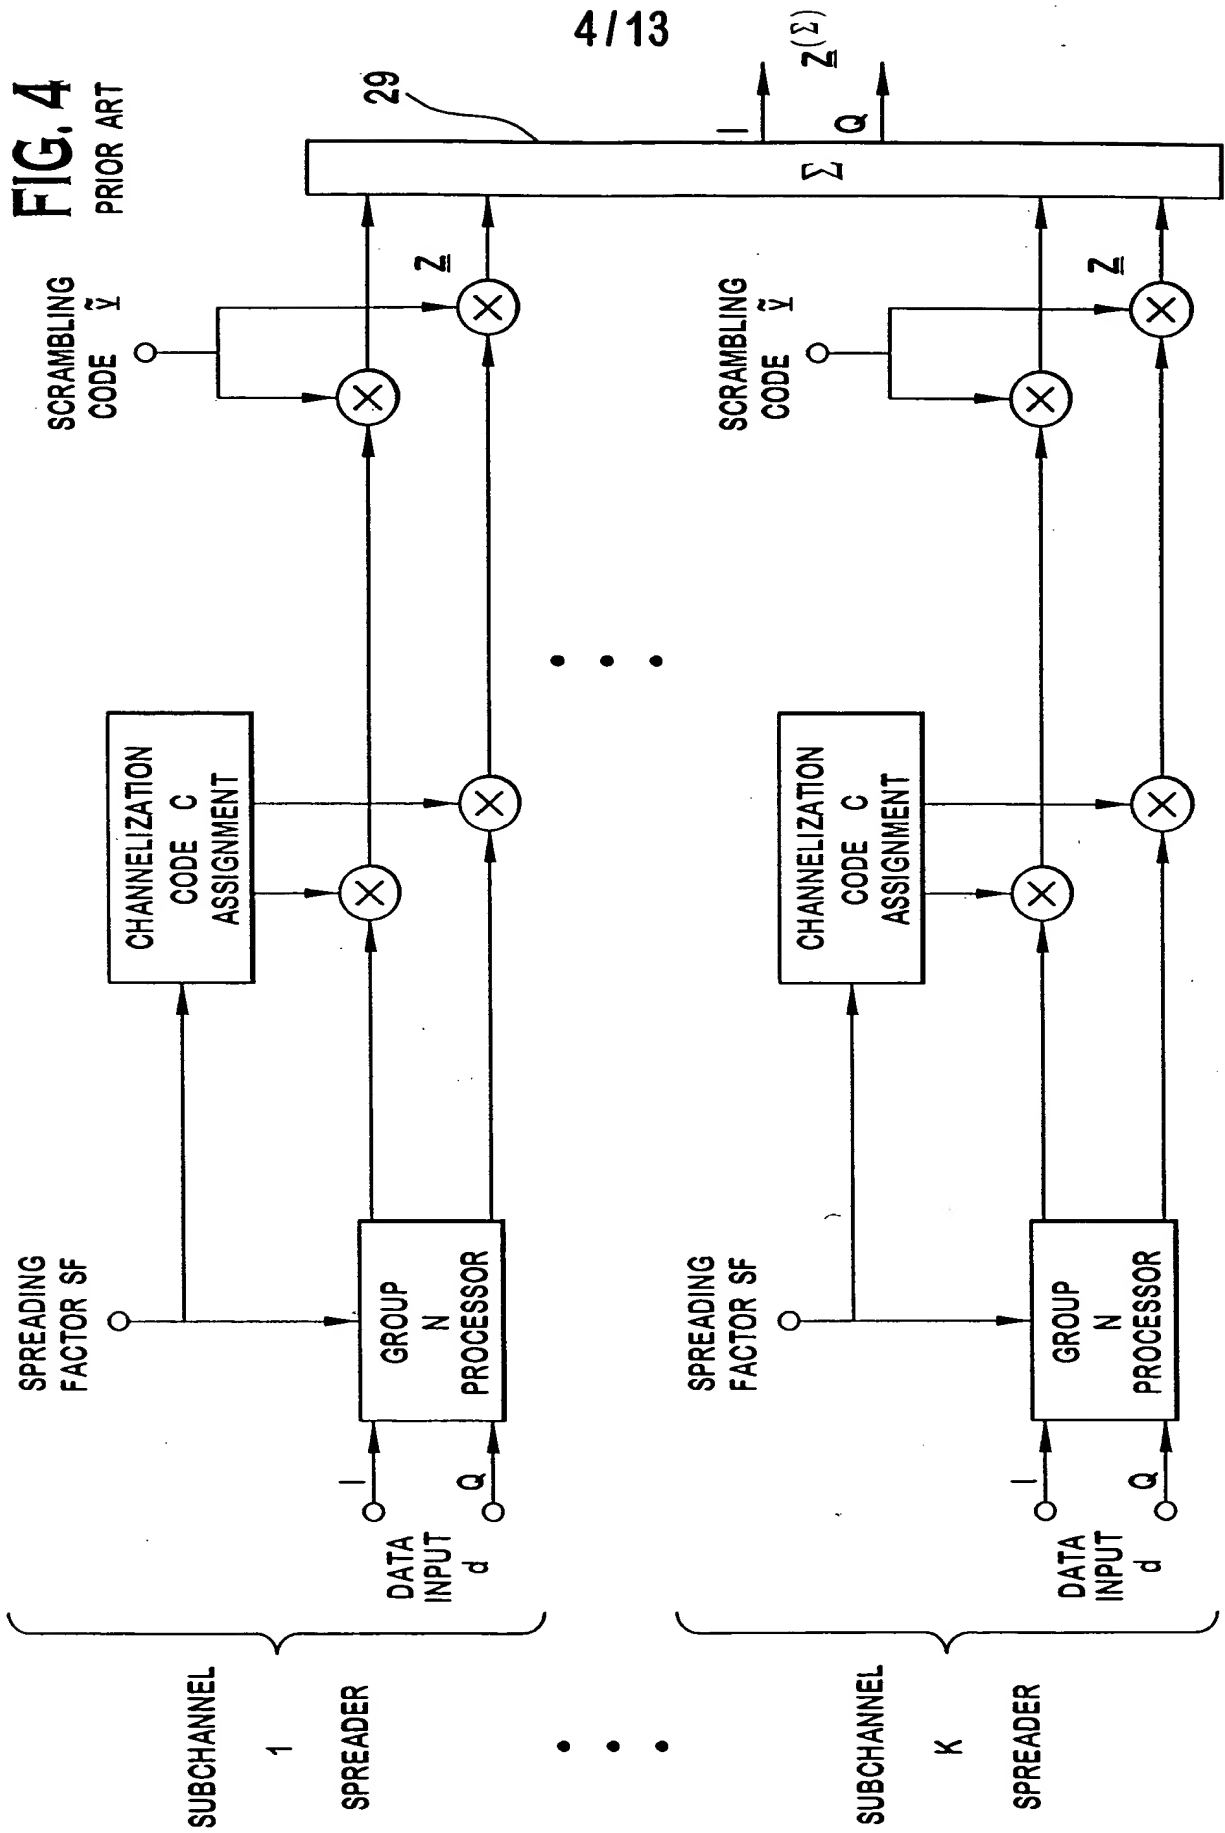 4/13
FIG. 4
PRIOR ART
SUBCHANNEL
1
SPREADER
SPREADING
FACTOR SF
DATA
INPUT
d
I
Q
GROUP
N
PROCESSOR
CHANNELIZATION
CODE C
ASSIGNMENT
SCRAMBLING
CODE ṽ
Z
29
Σ
I
Q
Z(Σ)
SUBCHANNEL
K
SPREADER
SPREADING
FACTOR SF
DATA
INPUT
d
I
Q
GROUP
N
PROCESSOR
CHANNELIZATION
CODE C
ASSIGNMENT
SCRAMBLING
CODE ṽ
Z